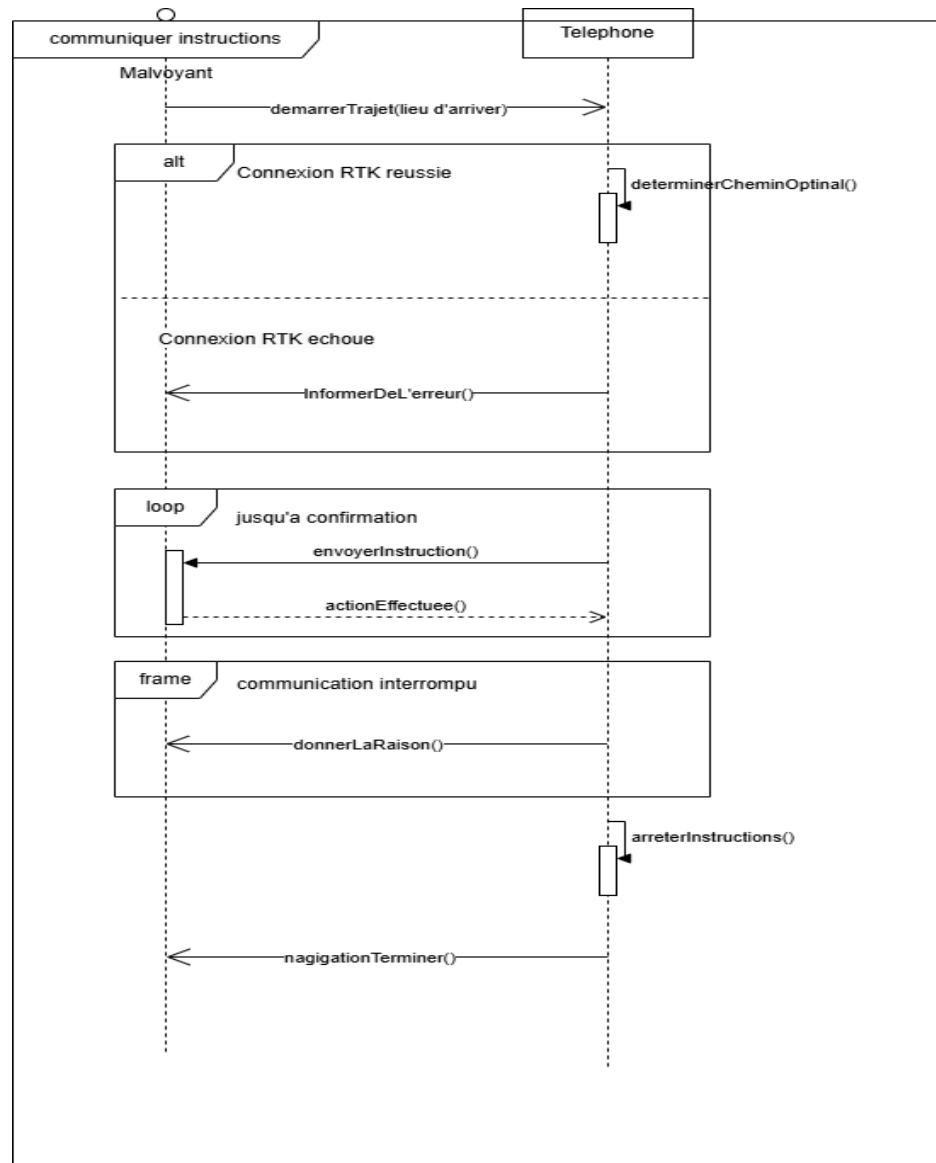 communiquer instructions
Telephone
Malvoyant
demarrerTrajet(lieu d'arriver)
alt
Connexion RTK reussie
determinerCheminOptinal()
Connexion RTK echoue
InformerDeL'erreur()
loop
jusqu'a confirmation
envoyerInstruction()
actionEffectuee()
frame
communication interrompu
donnerLaRaison()
arreterInstructions()
nagigationTerminer()